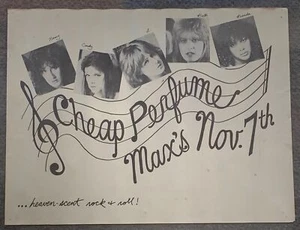 Cheap Perfume
Max's Nov. 7th
... heaven-scent rock & roll!